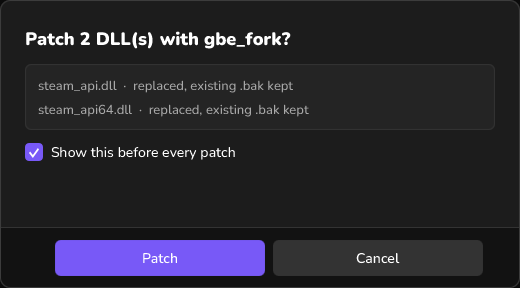 Patch 2 DLL(s) with gbe_fork?
steam_api.dll · replaced, existing .bak kept
steam_api64.dll · replaced, existing .bak kept
Show this before every patch
Patch
Cancel